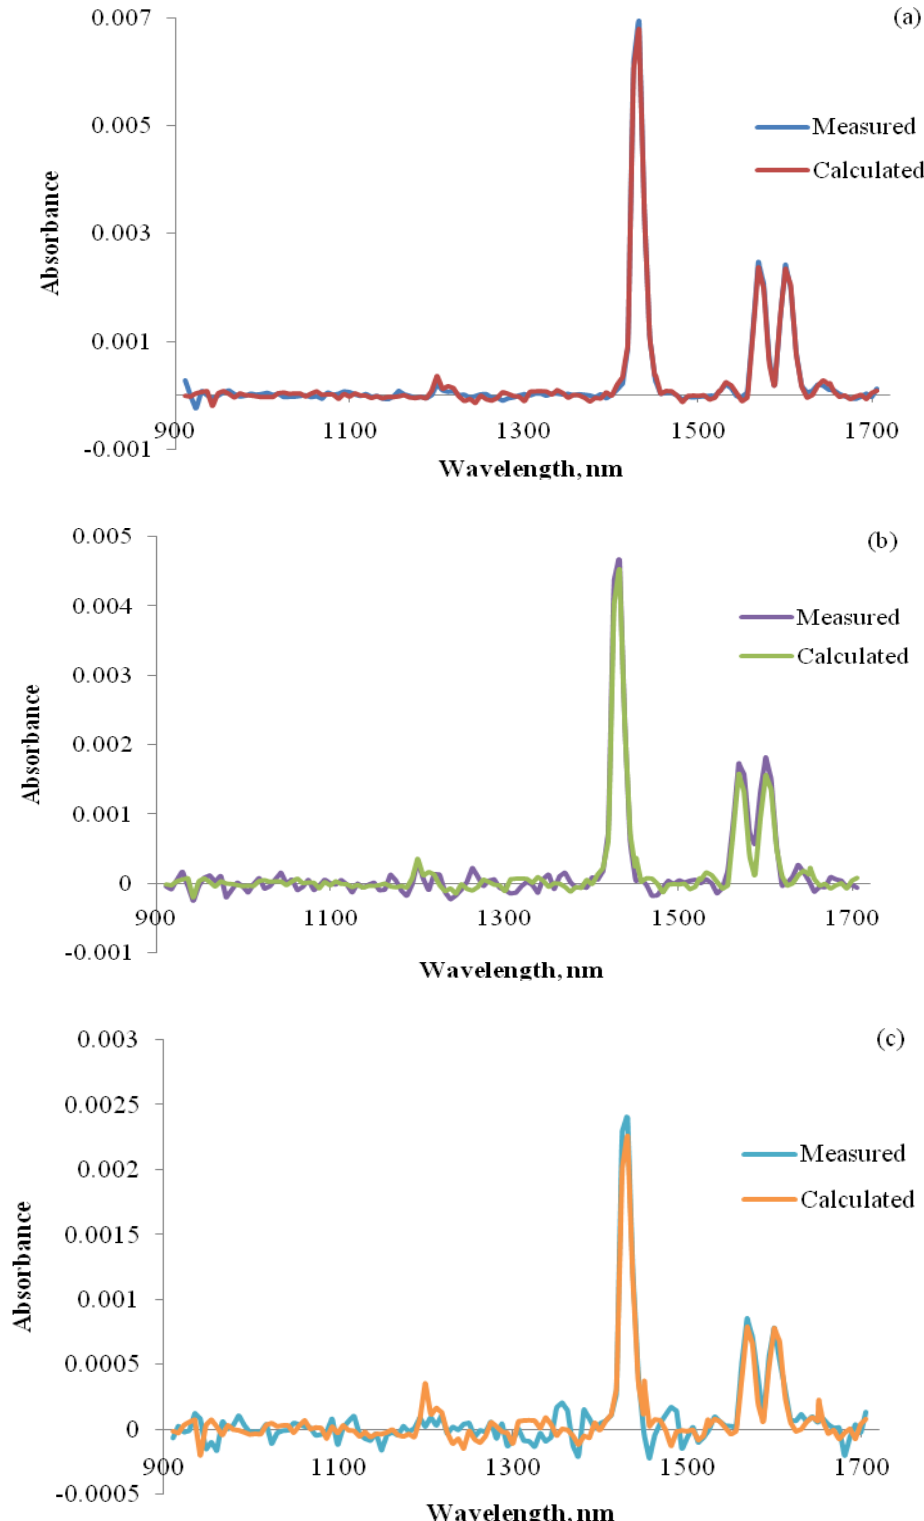 (a)
0.007
0.005
0.003
0.001
-0.001
Absorbance
Measured
Calculated
900 1100 1300 1500 1700
Wavelength, nm
(b)
0.005
0.004
0.003
0.002
0.001
0
-0.001
Absorbance
Measured
Calculated
900 1100 1300 1500 1700
Wavelength, nm
(c)
0.003
0.0025
0.002
0.0015
0.001
0.0005
0
-0.0005
Absorbance
Measured
Calculated
900 1100 1300 1500 1700
Wavelength, nm